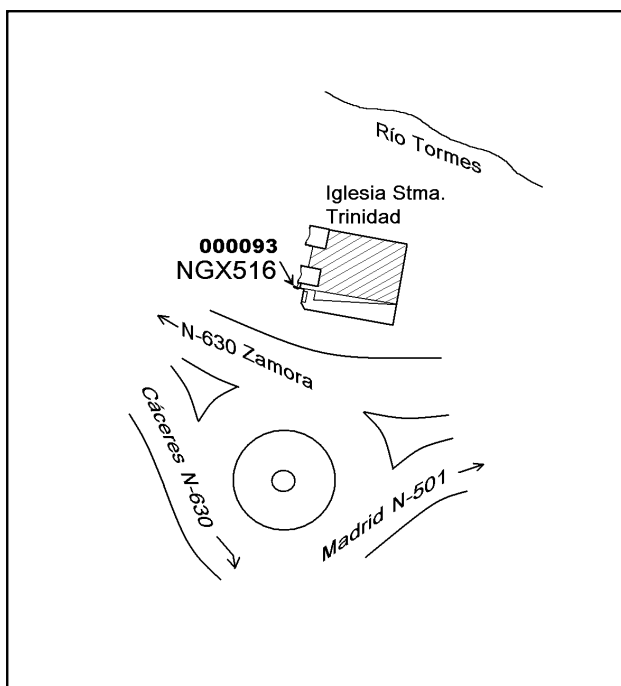 Río Tormes
Iglesia Stma.
Trinidad
000093
NGX516
N-630 Zamora
Cáceres N-630
Madrid N-501